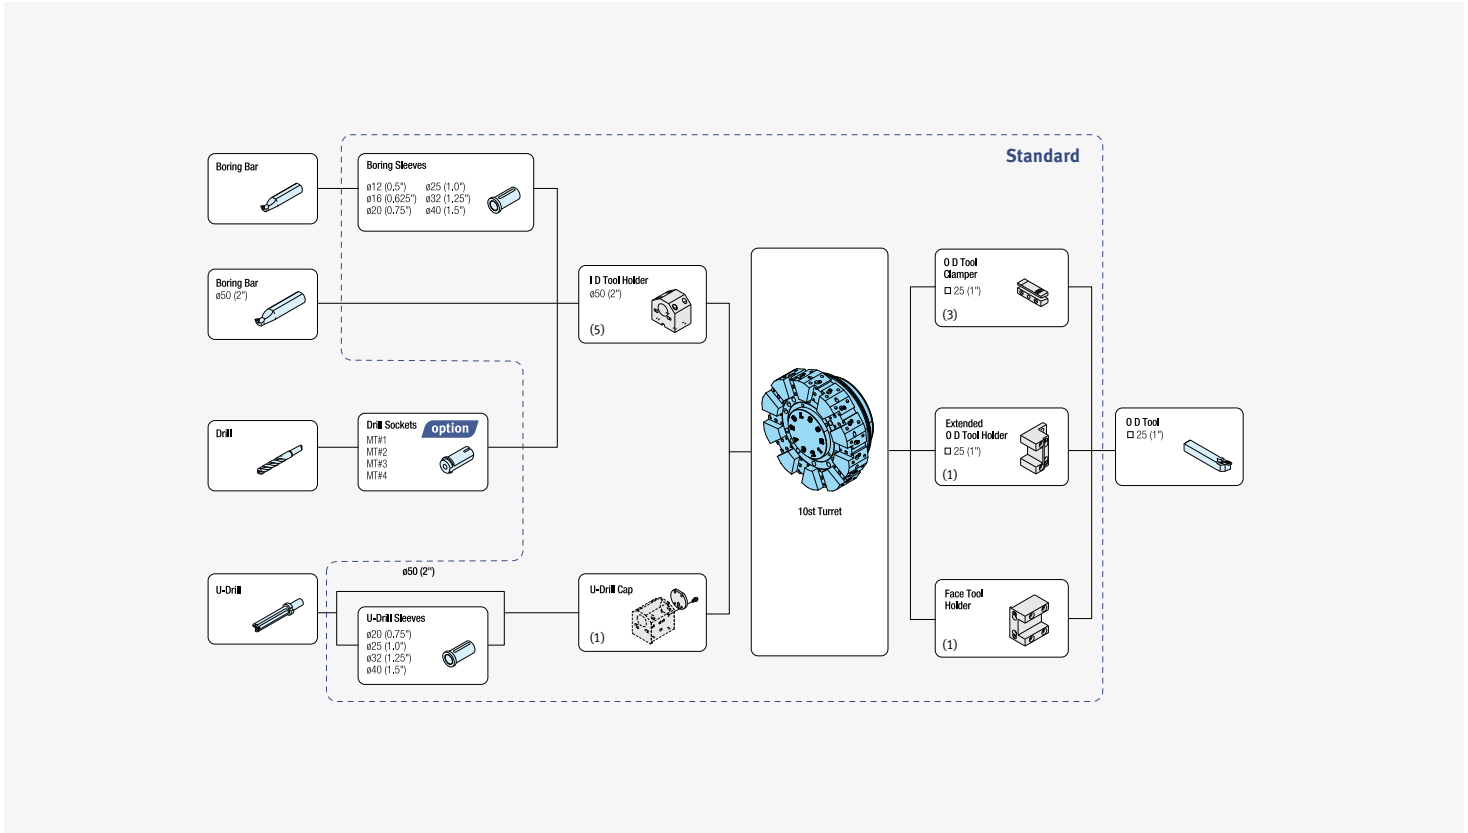 Standard
Boring Bar
Boring Sleeves
ø12 (0.5") ø25 (1.0")
ø16 (0.625") ø32 (1.25")
ø20 (0.75") ø40 (1.5")
Boring Bar
ø50 (2")
I D Tool Holder
ø50 (2")
(5)
Drill
Drill Sockets
option
MT#1
MT#2
MT#3
MT#4
U-Drill
ø50 (2")
U-Drill Sleeves
ø20 (0.75")
ø25 (1.0")
ø32 (1.25")
ø40 (1.5")
U-Drill Cap
(1)
10st Turret
O D Tool
Clamper
□ 25 (1")
(3)
Extended
O D Tool Holder
□ 25 (1")
(1)
Face Tool
Holder
(1)
O D Tool
□ 25 (1")